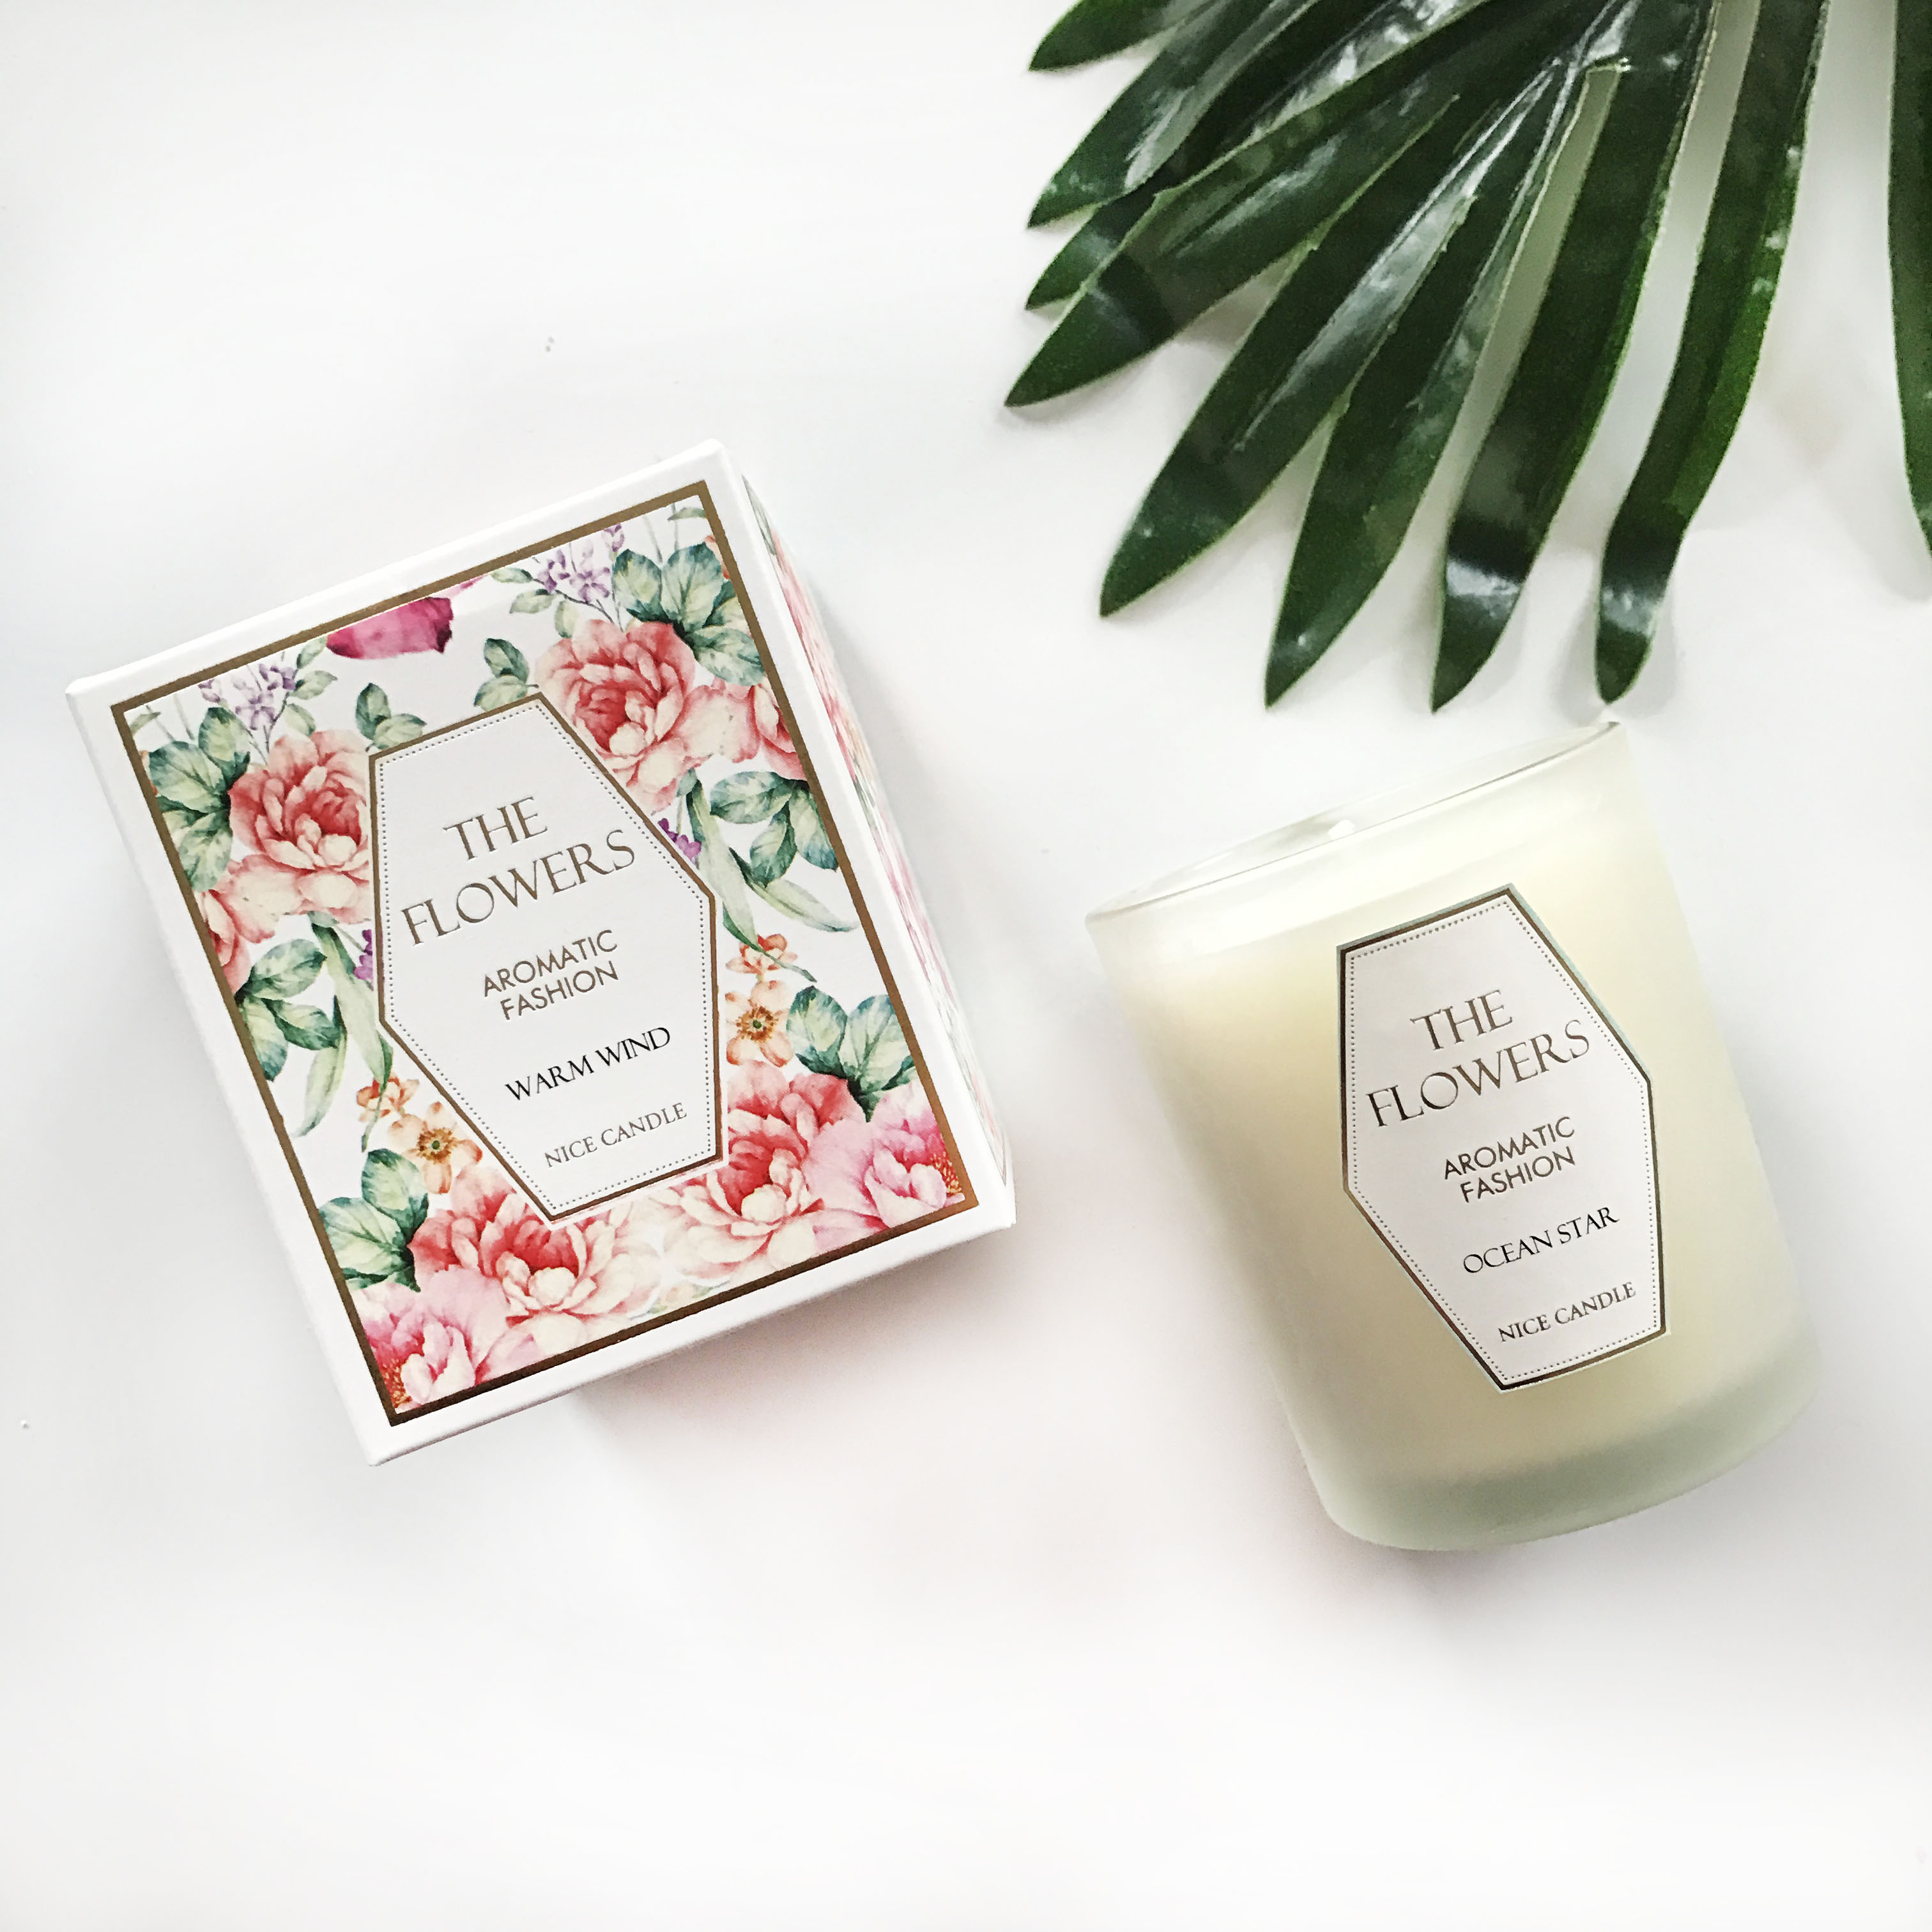 THE
FLOWERS
AROMATIC
FASHION
WARM WIND
NICE CANDLE
THE
FLOWERS
AROMATIC
FASHION
OCEAN STAR
NICE CANDLE